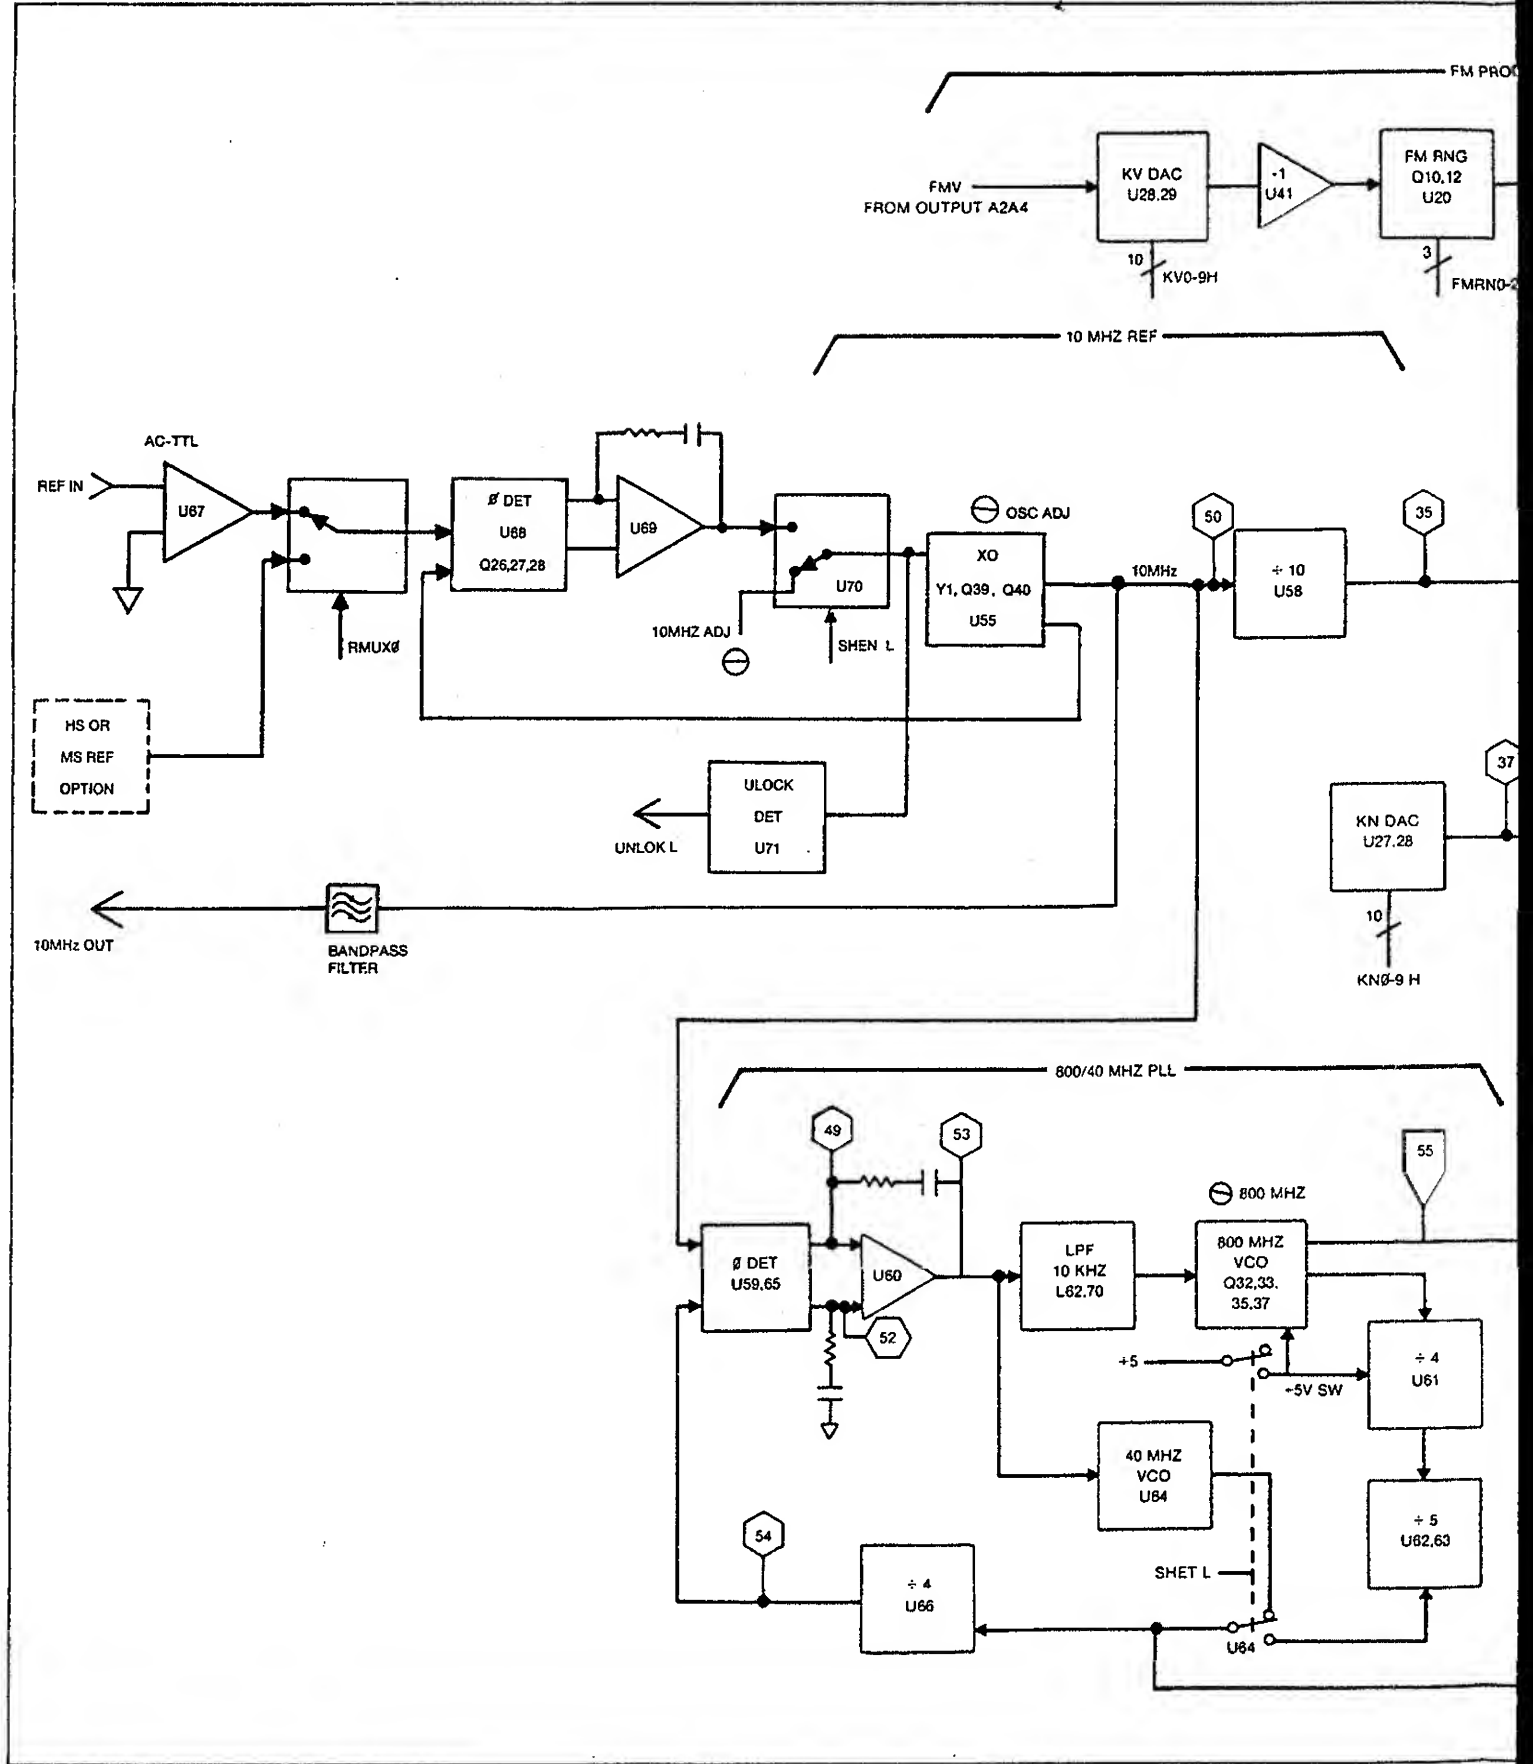 FM PROC
FMV
FROM OUTPUT A2A4
KV DAC
U28.29
-1
U41
FM RNG
Q10,12
U20
10
KV0-9H
3
FMRN0-2
10 MHZ REF
AC-TTL
REF IN
U67
RMUXØ
Ø DET
U68
Q26,27,28
U69
U70
10MHZ ADJ
SHEN L
OSC ADJ
XO
Y1, Q39, Q40
U55
10MHz
50
÷ 10
U58
35
HS OR
MS REF
OPTION
ULOCK
DET
U71
UNLOK L
37
KN DAC
U27.28
10
KNØ-9 H
10MHz OUT
BANDPASS
FILTER
800/40 MHZ PLL
49
53
55
800 MHZ
Ø DET
U59,65
U60
52
LPF
10 KHZ
L62,70
800 MHZ
VCO
Q32,33.
35,37
+5
+5V SW
÷ 4
U61
40 MHZ
VCO
U64
÷ 5
U62,63
54
÷ 4
U66
SHET L
U64